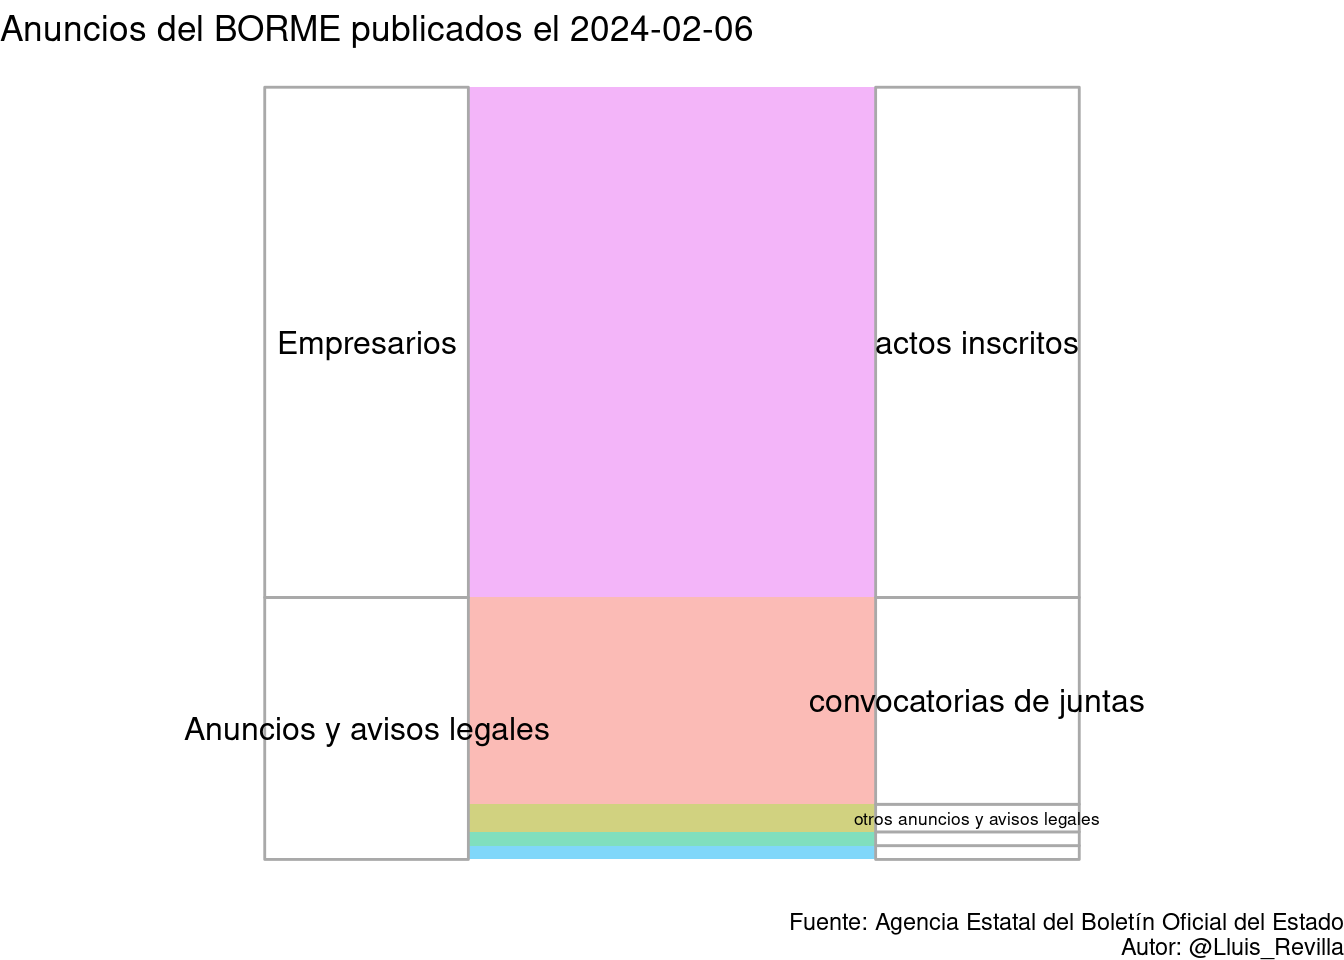 Anuncios del BORME publicados el 2024-02-06
Empresarios
actos inscritos
convocatorias de juntas
Anuncios y avisos legales
otros anuncios y avisos legales
Fuente: Agencia Estatal del Boletín Oficial del Estado
Autor: @Lluis_Revilla